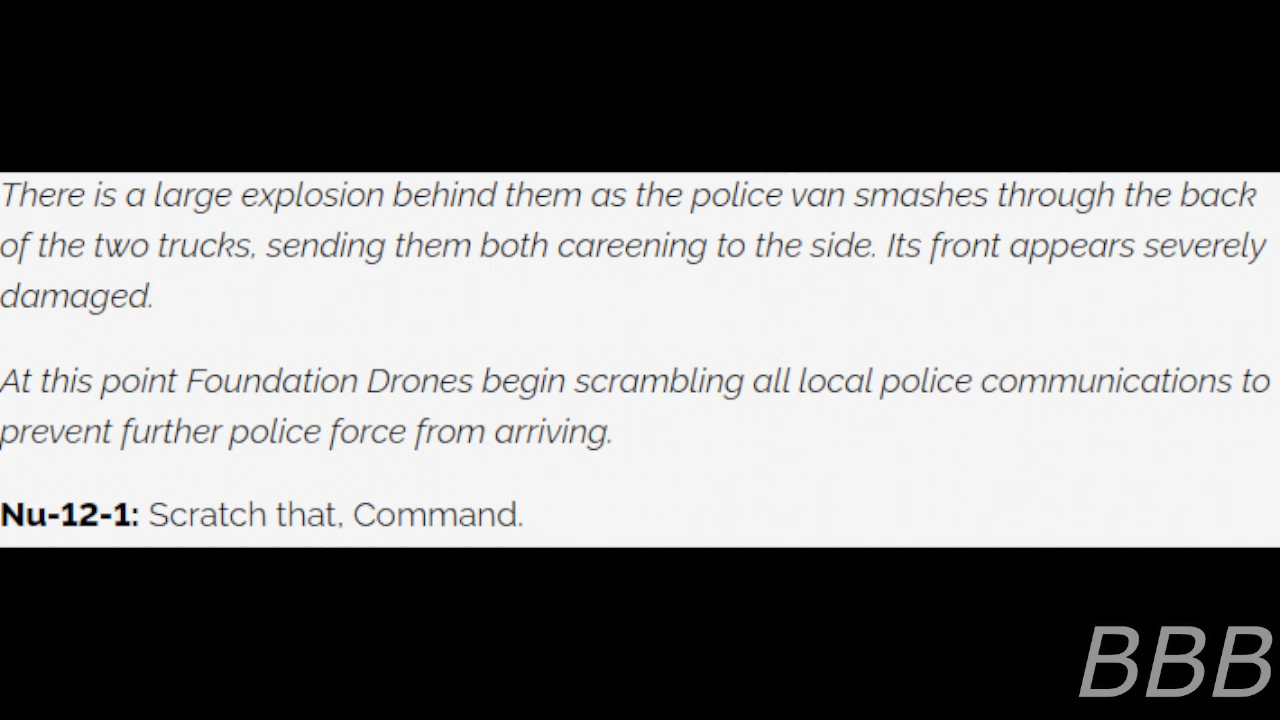 There is a large explosion behind them as the police van smashes through the back
of the two trucks, sending them both careening to the side. Its front appears severely
damaged.
At this point Foundation Drones begin scrambling all local police communications to
prevent further police force from arriving.
Nu-12-1: Scratch that, Command.
BBB